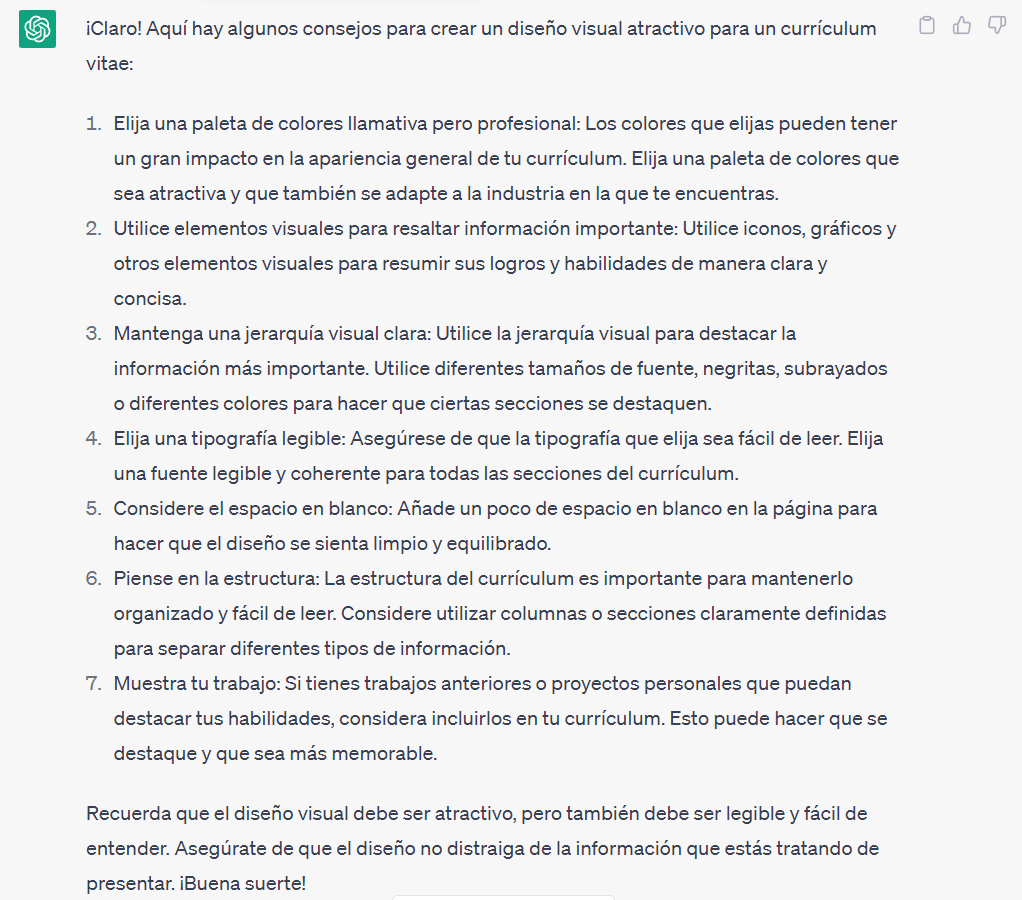 ¡Claro! Aquí hay algunos consejos para crear un diseño visual atractivo para un currículum
vitae:
1. Elija una paleta de colores llamativa pero profesional: Los colores que elijas pueden tener
un gran impacto en la apariencia general de tu currículum. Elija una paleta de colores que
sea atractiva y que también se adapte a la industria en la que te encuentras.
2. Utilice elementos visuales para resaltar información importante: Utilice iconos, gráficos y
otros elementos visuales para resumir sus logros y habilidades de manera clara y
concisa.
3. Mantenga una jerarquía visual clara: Utilice la jerarquía visual para destacar la
información más importante. Utilice diferentes tamaños de fuente, negritas, subrayados
o diferentes colores para hacer que ciertas secciones se destaquen.
4. Elija una tipografía legible: Asegúrese de que la tipografía que elija sea fácil de leer. Elija
una fuente legible y coherente para todas las secciones del currículum.
5. Considere el espacio en blanco: Añade un poco de espacio en blanco en la página para
hacer que el diseño se sienta limpio y equilibrado.
6. Piense en la estructura: La estructura del currículum es importante para mantenerlo
organizado y fácil de leer. Considere utilizar columnas o secciones claramente definidas
para separar diferentes tipos de información.
7. Muestra tu trabajo: Si tienes trabajos anteriores o proyectos personales que puedan
destacar tus habilidades, considera incluirlos en tu currículum. Esto puede hacer que se
destaque y que sea más memorable.
Recuerda que el diseño visual debe ser atractivo, pero también debe ser legible y fácil de
entender. Asegúrate de que el diseño no distraiga de la información que estás tratando de
presentar. ¡Buena suerte!